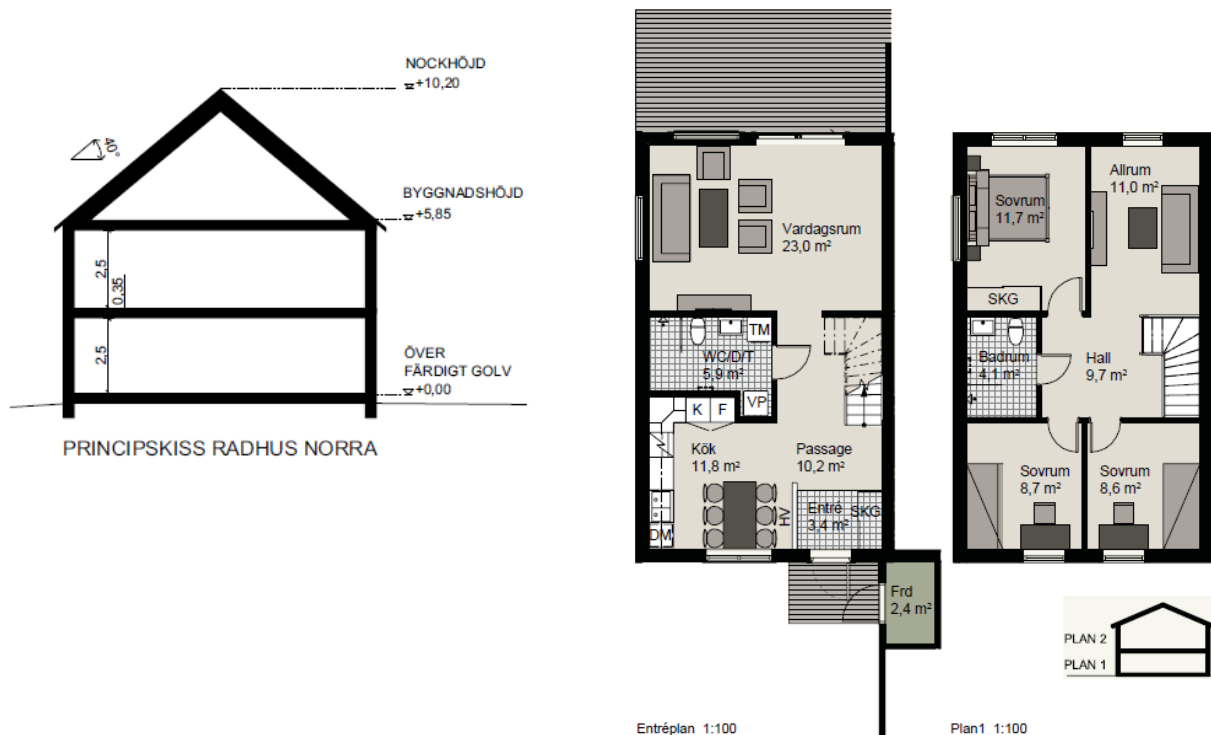 NOCKHÖJD
+10,20
40°
BYGGNADSHÖJD
+5,85
2,5
0,35
2,5
ÖVER
FÄRDIGT GOLV
+0,00
PRINCIPSKISS RADHUS NORRA
Vardagsrum
23,0 m²
TM
WC/D/T
5,9 m²
VP
K F
Kök
11,8 m²
Passage
10,2 m²
HV
Entré
3,4 m²
SKG
DM
Frd
2,4 m²
Entréplan 1:100
Allrum
11,0 m²
Sovrum
11,7 m²
SKG
Badrum
4,1 m²
Hall
9,7 m²
Sovrum
8,7 m²
Sovrum
8,6 m²
PLAN 2
PLAN 1
Plan1 1:100